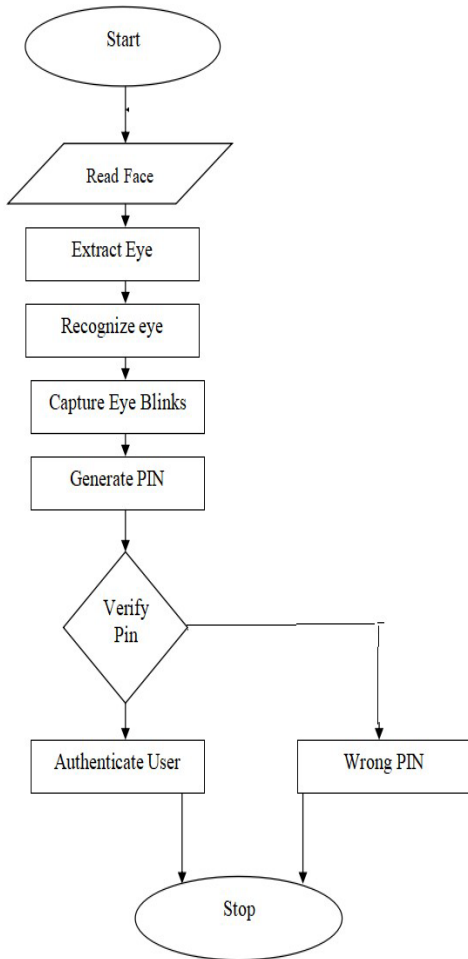 Start
Read Face
Extract Eye
Recognize eye
Capture Eye Blinks
Generate PIN
Verify
Pin
Authenticate User
Wrong PIN
Stop